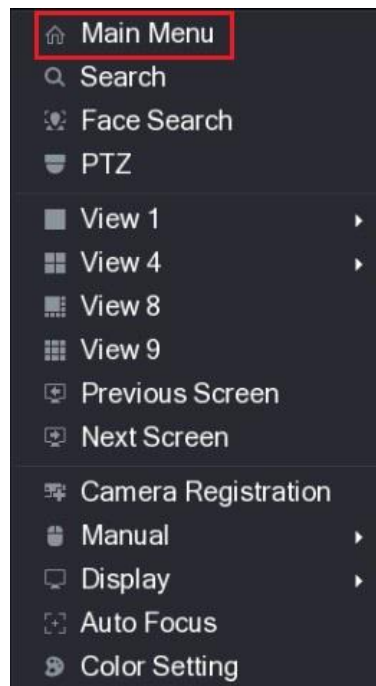 Main Menu
Search
Face Search
PTZ
View 1
View 4
View 8
View 9
Previous Screen
Next Screen
Camera Registration
Manual
Display
Auto Focus
Color Setting